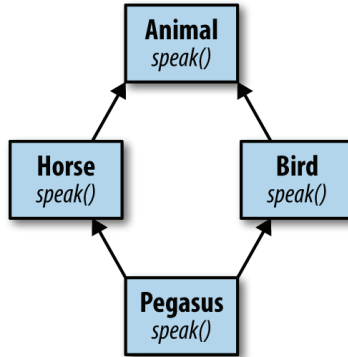 Animal
speak()
Horse
speak()
Bird
speak()
Pegasus
speak()